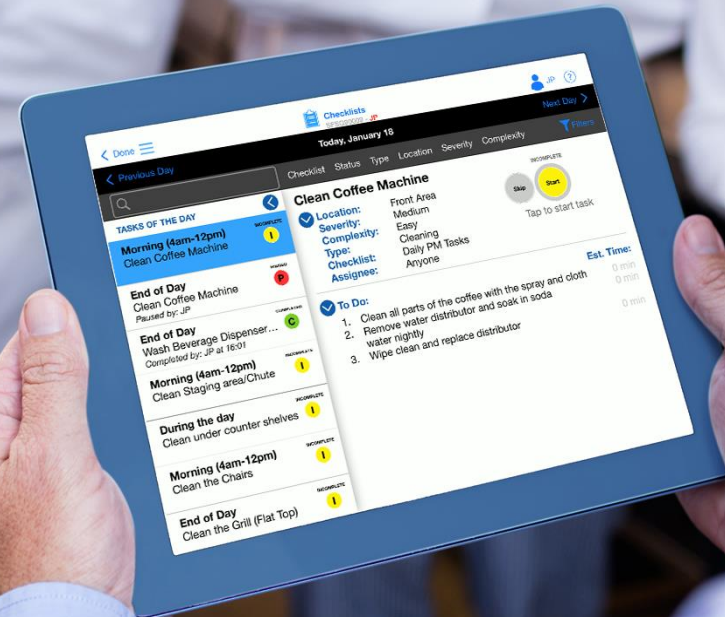 Done
Checklists
JP
?
Previous Day
Today, January 18
Next Day
Checklist Status Type Location Severity Complexity
Filters
TASKS OF THE DAY
Morning (4am-12pm)
Clean Coffee Machine
INCOMPLETE
I
End of Day
Clean Coffee Machine
Paused by: JP
P
End of Day
Wash Beverage Dispenser...
Completed by: JP at 16:01
COMPLETED
C
Morning (4am-12pm)
Clean Staging area/Chute
INCOMPLETE
I
During the day
Clean under counter shelves
INCOMPLETE
I
Morning (4am-12pm)
Clean the Chairs
INCOMPLETE
I
End of Day
Clean the Grill (Flat Top)
INCOMPLETE
I
Clean Coffee Machine
Location: Front Area
Severity: Medium
Complexity: Easy
Type: Cleaning
Checklist: Daily PM Tasks
Assignee: Anyone
INCOMPLETE
Skip
Start
Tap to start task
To Do:
Est. Time:
1. Clean all parts of the coffee with the spray and cloth 0 min
2. Remove water distributor and soak in soda 0 min
water nightly
3. Wipe clean and replace distributor 0 min